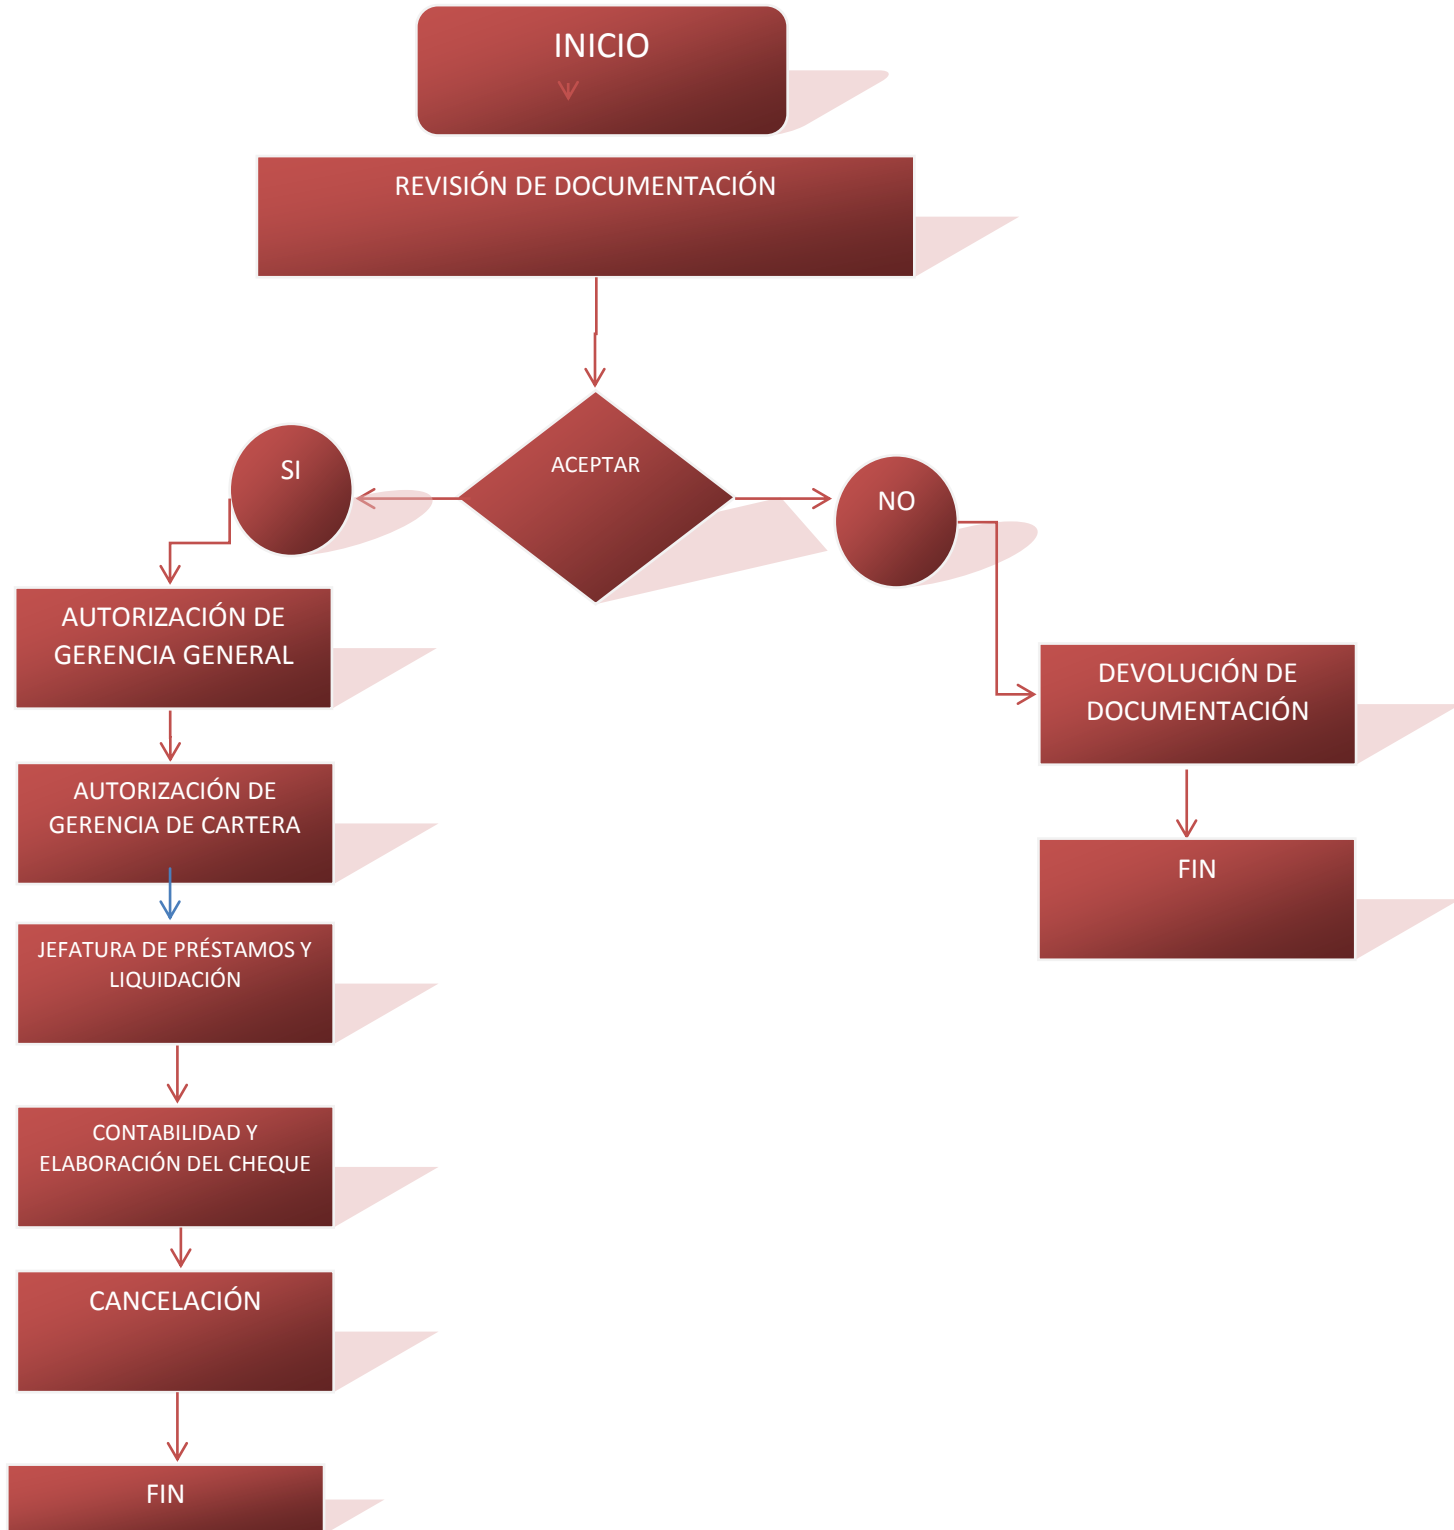 INICIO
REVISIÓN DE DOCUMENTACIÓN
ACEPTAR
SI
NO
AUTORIZACIÓN DE
GERENCIA GENERAL
DEVOLUCIÓN DE
DOCUMENTACIÓN
AUTORIZACIÓN DE
GERENCIA DE CARTERA
FIN
JEFATURA DE PRÉSTAMOS Y
LIQUIDACIÓN
CONTABILIDAD Y
ELABORACIÓN DEL CHEQUE
CANCELACIÓN
FIN